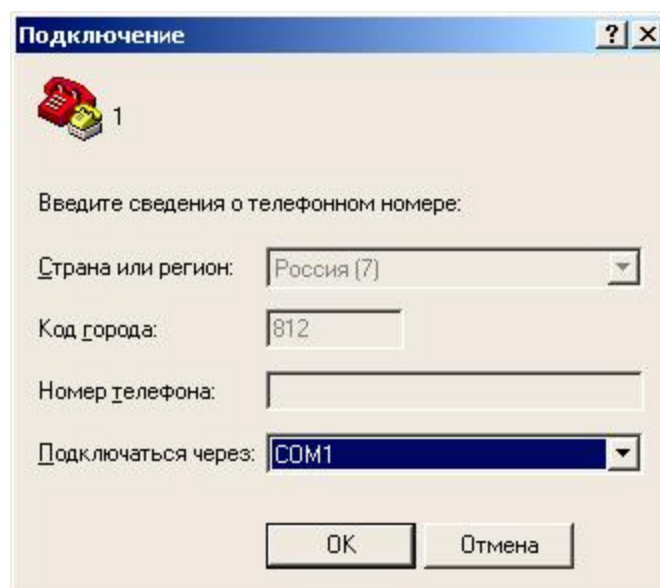 Подключение
1
Введите сведения о телефонном номере:
Страна или регион: Россия (7)
Код города: 812
Номер телефона:
Подключаться через: COM1
OK Отмена